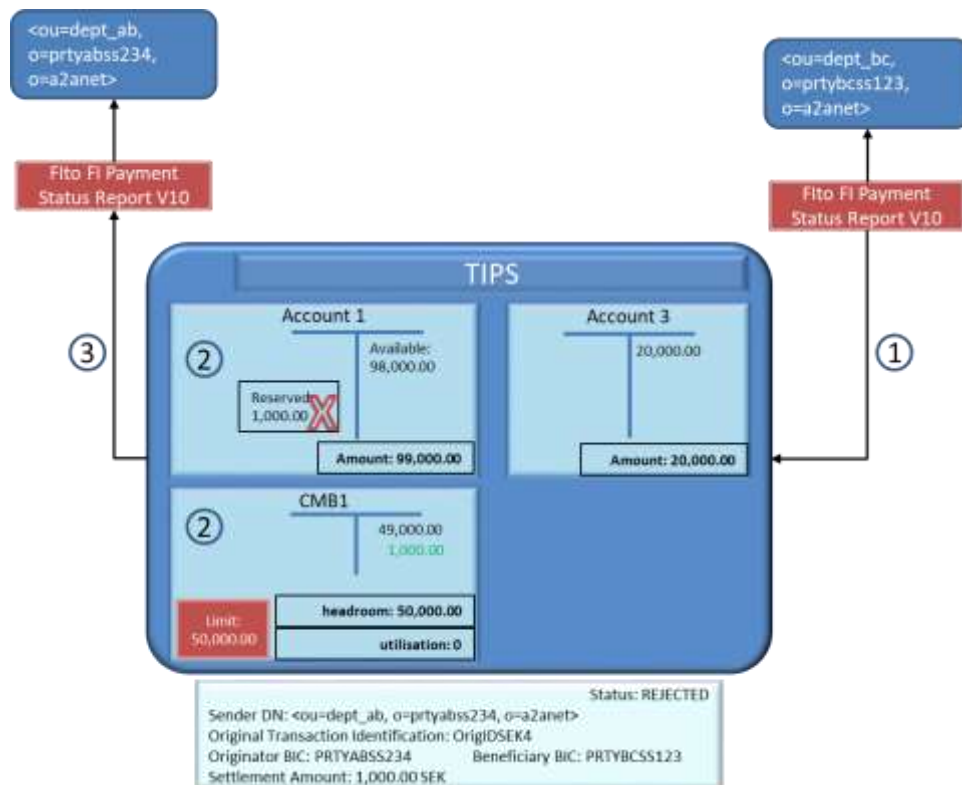 <ou=dept_ab,
o=prtyabss234,
o=a2anet>
<ou=dept_bc,
o=prtybcss123,
o=a2anet>
FIto FI Payment
Status Report V10
FIto FI Payment
Status Report V10
TIPS
Account 1
Account 3
3
2
Available:
98,000.00
20,000.00
1
Reserved:
1,000.00
X
Amount: 99,000.00
Amount: 20,000.00
CMB1
2
49,000.00
1,000.00
Limit:
50,000.00
headroom: 50,000.00
utilisation: 0
Status: REJECTED
Sender DN: <ou=dept_ab, o=prtyabss234, o=a2anet>
Original Transaction Identification: OrigIDSEK4
Originator BIC: PRTYABSS234 Beneficiary BIC: PRTYBCSS123
Settlement Amount: 1,000.00 SEK